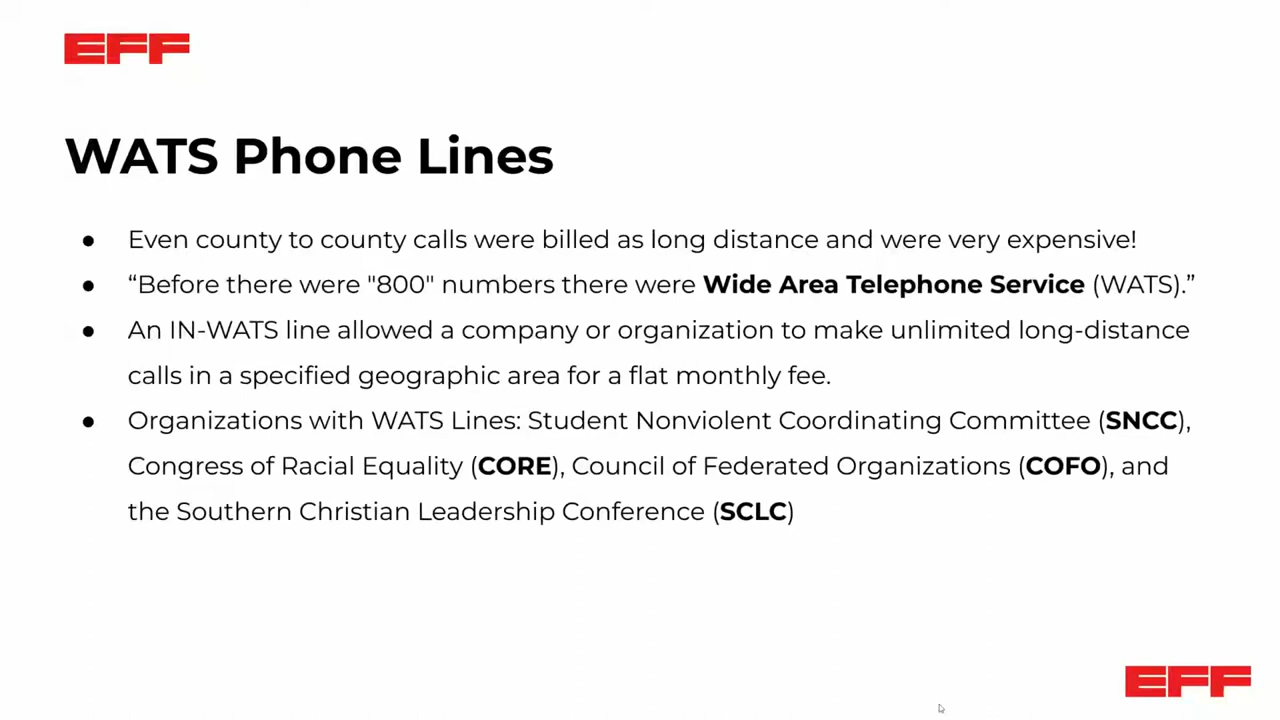 EFF
WATS Phone Lines
● Even county to county calls were billed as long distance and were very expensive!
● “Before there were "800" numbers there were Wide Area Telephone Service (WATS).”
● An IN-WATS line allowed a company or organization to make unlimited long-distance
calls in a specified geographic area for a flat monthly fee.
● Organizations with WATS Lines: Student Nonviolent Coordinating Committee (SNCC),
Congress of Racial Equality (CORE), Council of Federated Organizations (COFO), and
the Southern Christian Leadership Conference (SCLC)
EFF